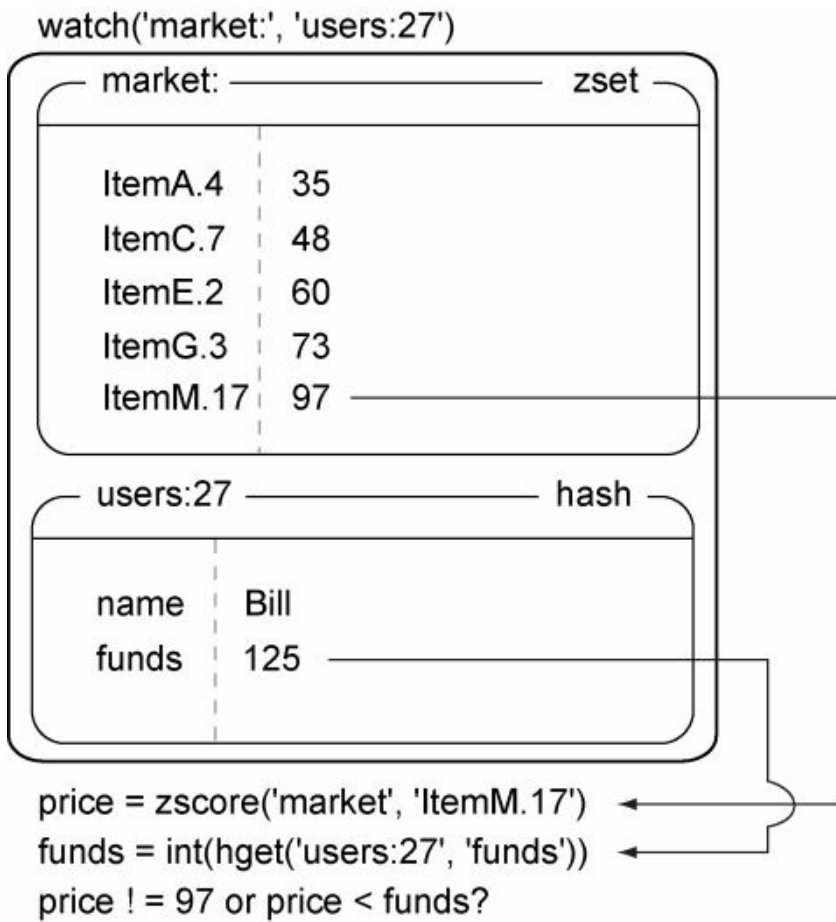 watch('market:', 'users:27')
market: zset
ItemA.4 35
ItemC.7 48
ItemE.2 60
ItemG.3 73
ItemM.17 97
users:27 hash
name Bill
funds 125
price = zscore('market', 'ItemM.17')
funds = int(hget('users:27', 'funds'))
price ! = 97 or price < funds?